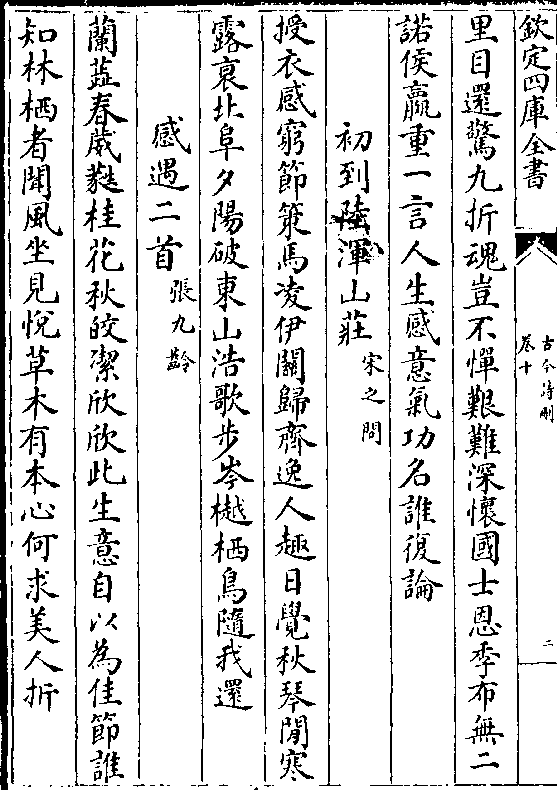 欽定四庫全書
古今詩刪
卷十
二
里目還驚九折魂豈不憚艱難深懷國士恩季布無二
諾侯嬴重一言人生感意氣功名誰復論
初到陸渾山莊宋之問
授衣感窮節策馬凌伊闕歸齋逸人趣日覺秋琴閒寒
露衰北阜夕陽破東山浩歌步岑樾栖鳥隨我還
感遇二首張九齡
蘭蕋春葳蕤桂花秋皎潔欣欣此生意自以為佳節誰
知林栖者聞風坐見悅草木有本心何求美人折